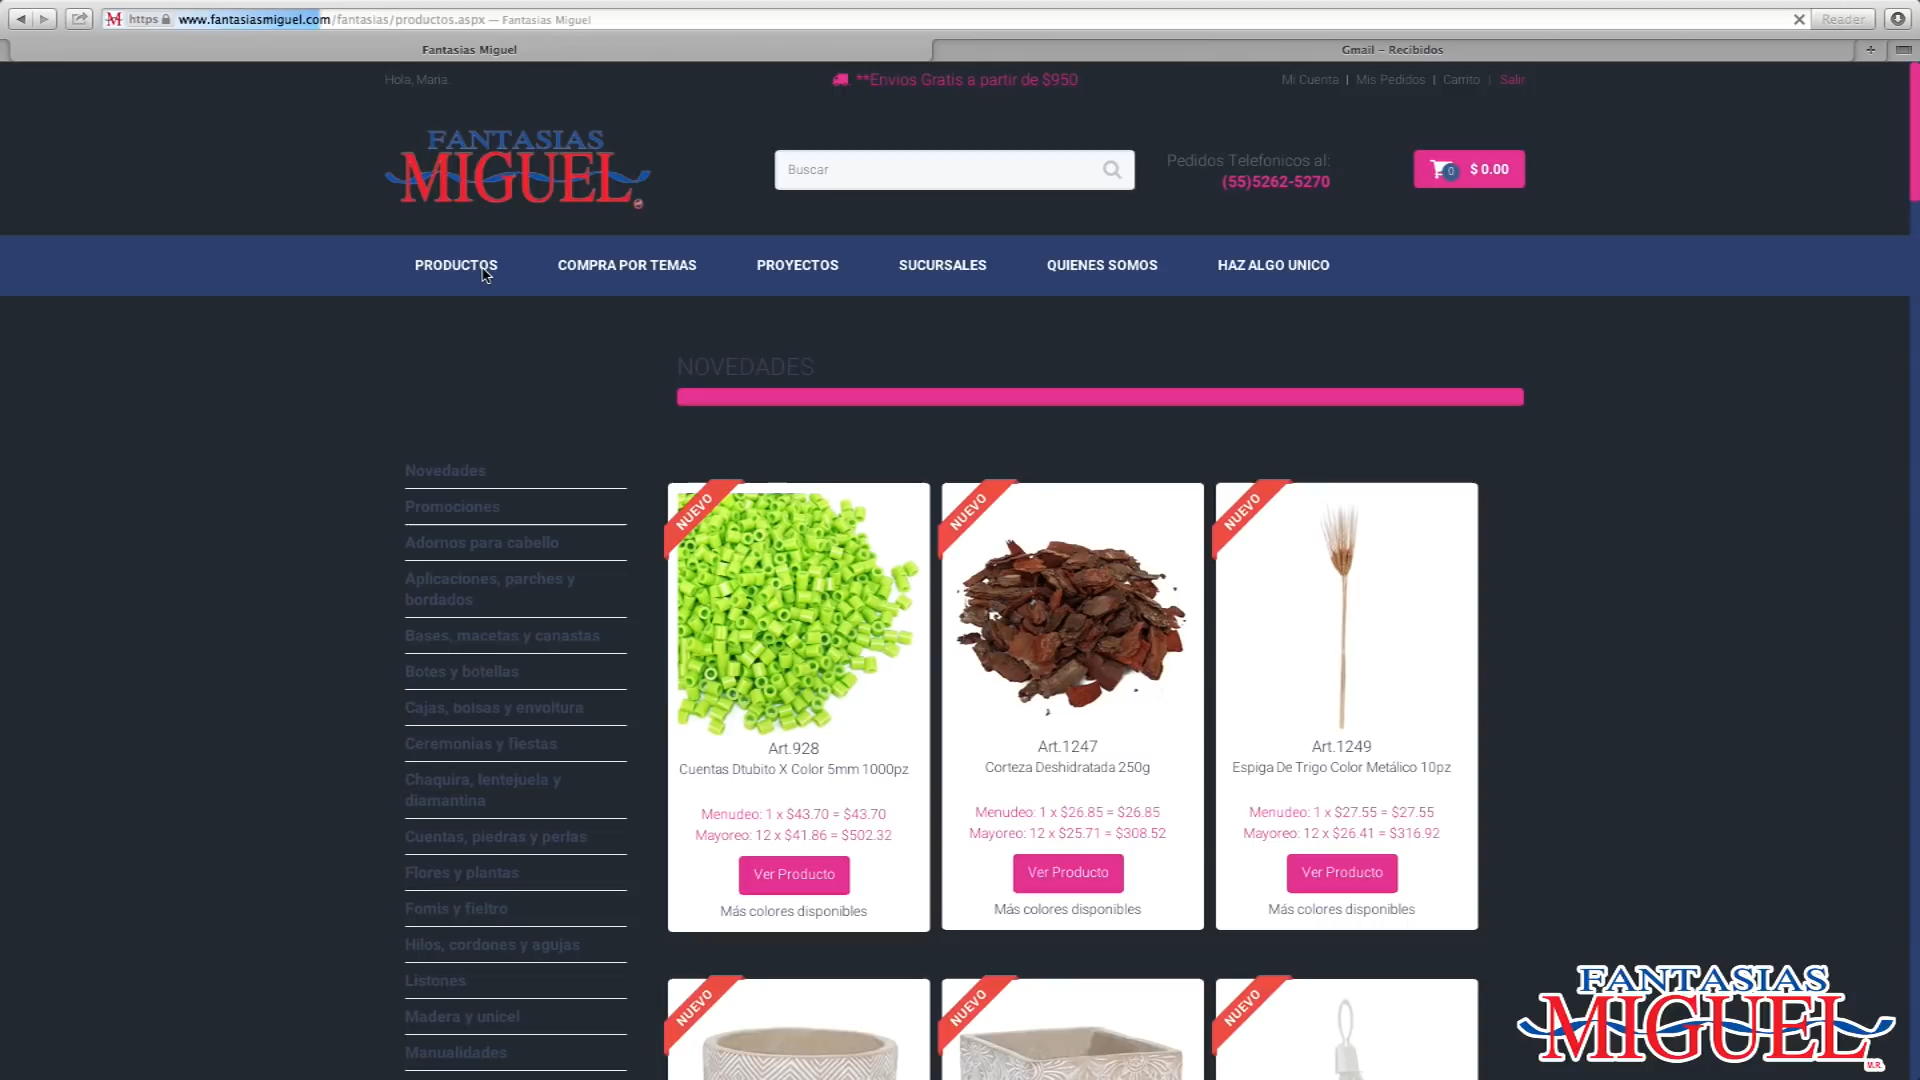 https www.fantasiasmiguel.com/fantasias/productos.aspx — Fantasias Miguel
Reader
Fantasias Miguel
Gmail – Recibidos
Hola, Maria.
**Envios Gratis a partir de $950
Mi Cuenta | Mis Pedidos | Carrito | Salir
FANTASIAS
MIGUEL
Buscar
Pedidos Telefonicos al:
(55)5262-5270
0 $ 0.00
PRODUCTOS
COMPRA POR TEMAS
PROYECTOS
SUCURSALES
QUIENES SOMOS
HAZ ALGO UNICO
NOVEDADES
Novedades
Promociones
Adornos para cabello
Aplicaciones, parches y
bordados
Bases, macetas y canastas
Botes y botellas
Cajas, bolsas y envoltura
Ceremonias y fiestas
Chaquira, lentejuela y
diamantina
Cuentas, piedras y perlas
Flores y plantas
Fomis y fieltro
Hilos, cordones y agujas
Listones
Madera y unicel
Manualidades
NUEVO
Art.928
Cuentas Dtubito X Color 5mm 1000pz
Menudeo: 1 x $43.70 = $43.70
Mayoreo: 12 x $41.86 = $502.32
Ver Producto
Más colores disponibles
NUEVO
Art.1247
Corteza Deshidratada 250g
Menudeo: 1 x $26.85 = $26.85
Mayoreo: 12 x $25.71 = $308.52
Ver Producto
Más colores disponibles
NUEVO
Art.1249
Espiga De Trigo Color Metálico 10pz
Menudeo: 1 x $27.55 = $27.55
Mayoreo: 12 x $26.41 = $316.92
Ver Producto
Más colores disponibles
NUEVO
NUEVO
NUEVO
FANTASIAS
MIGUEL
M.R.